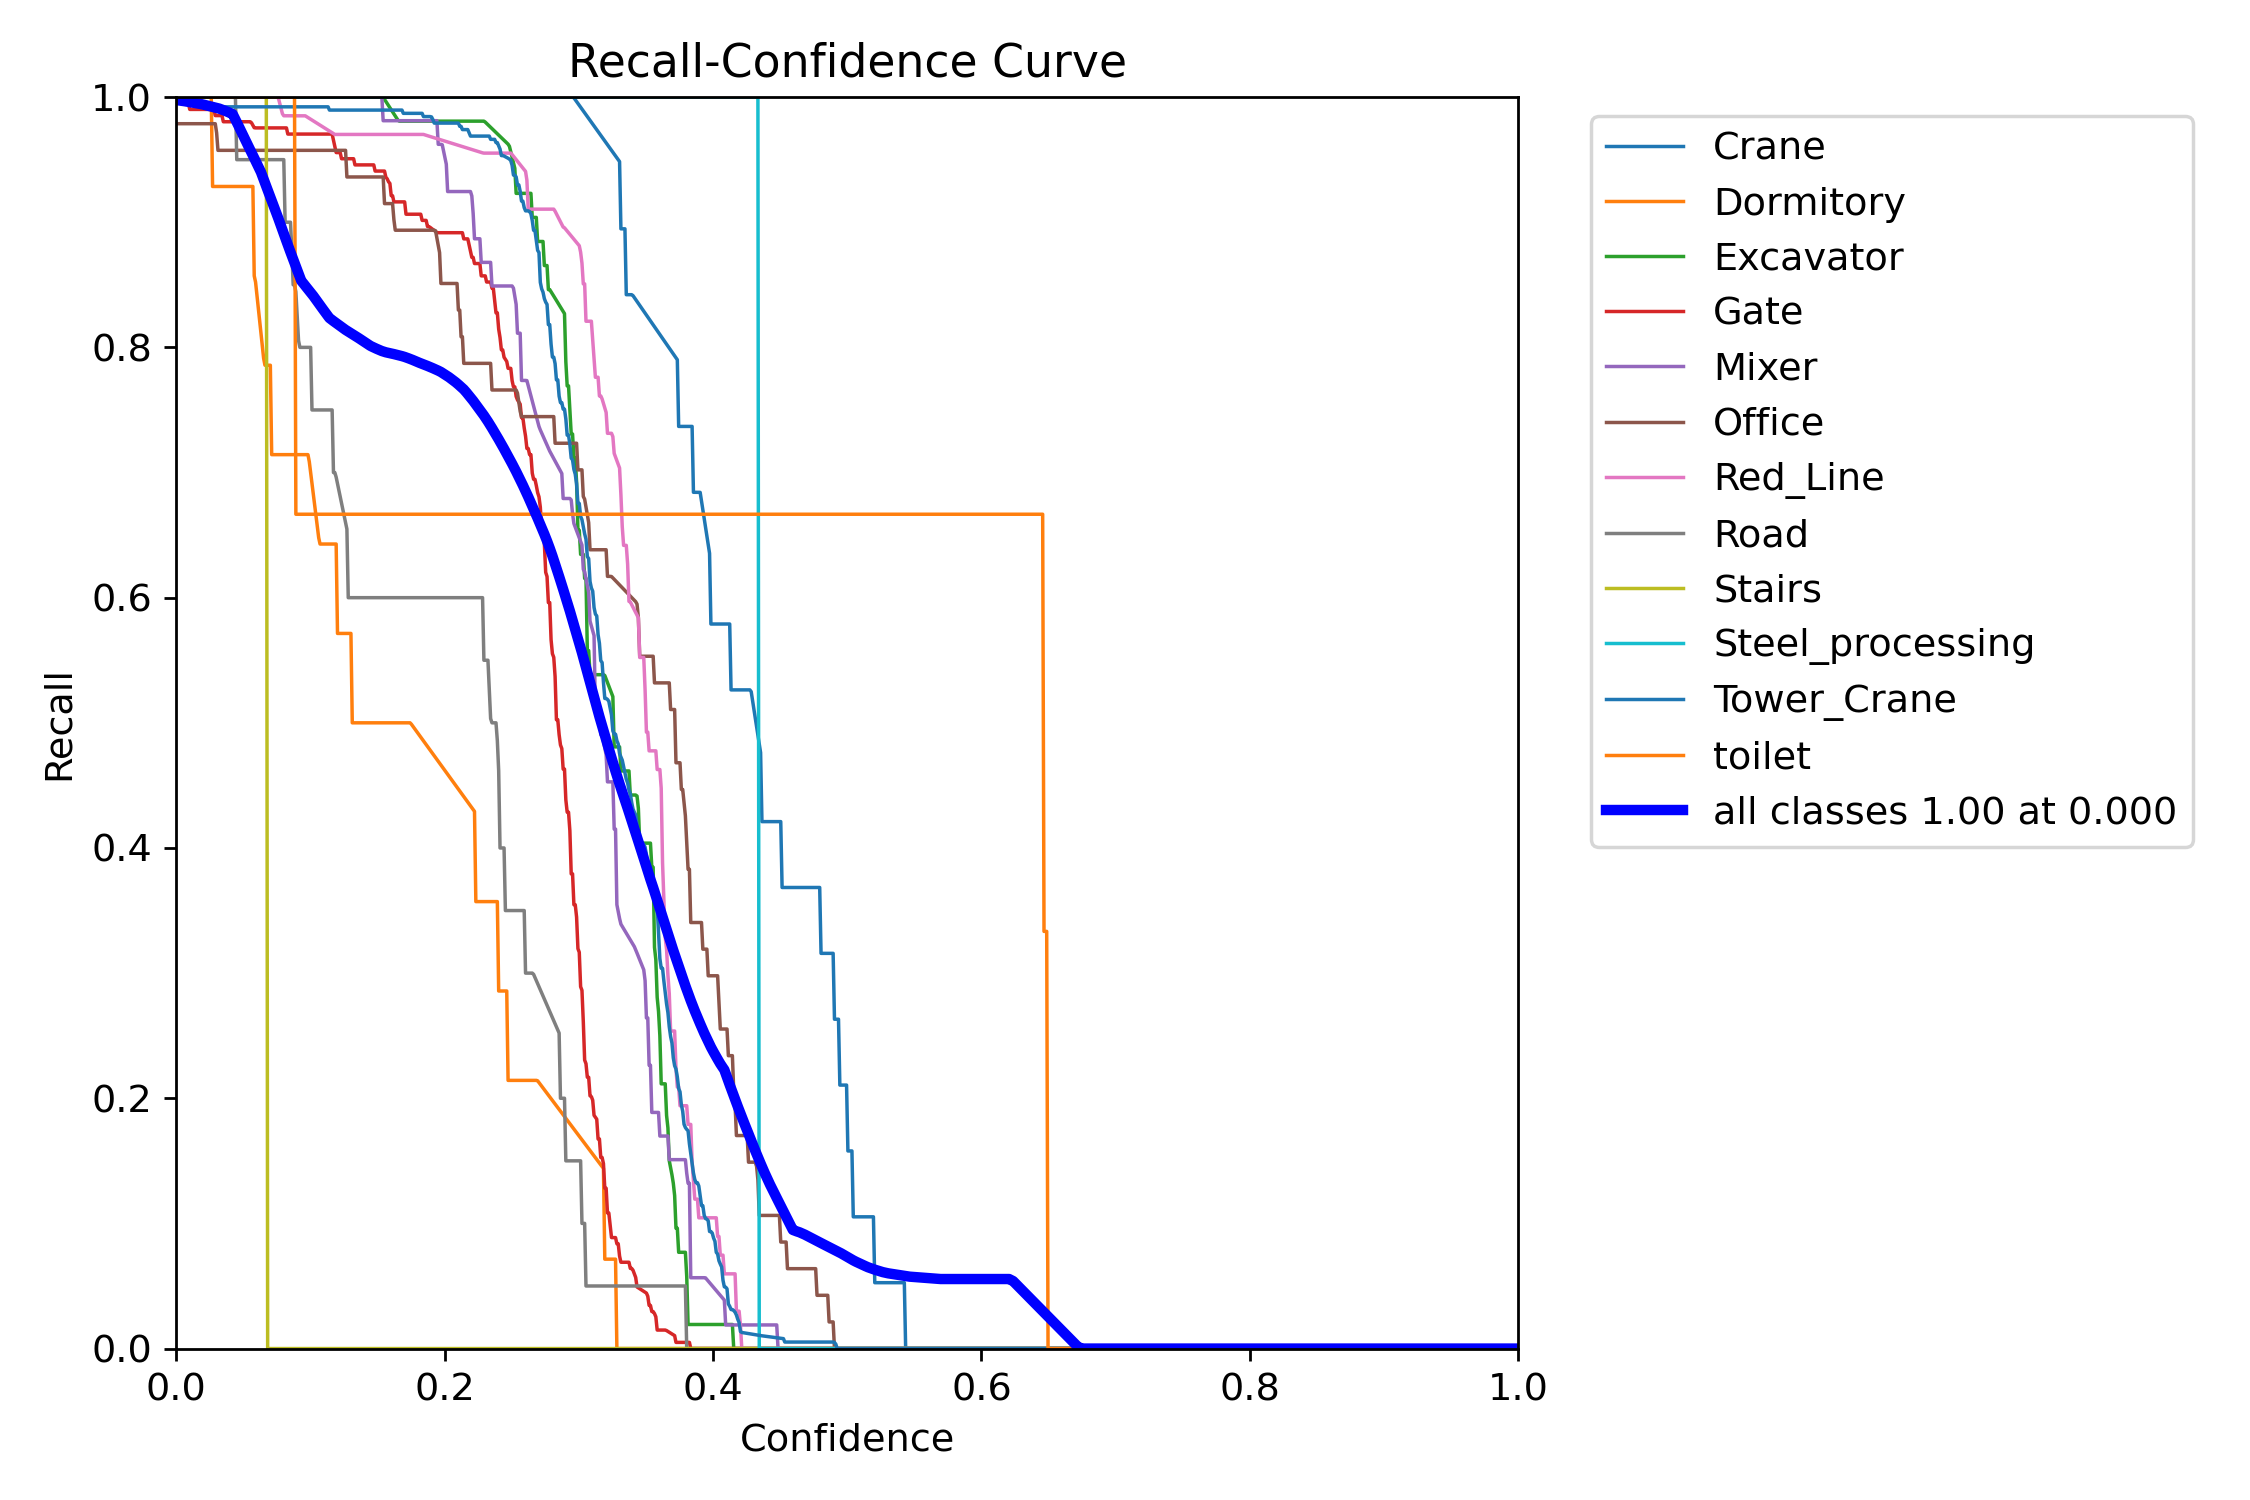 Recall-Confidence Curve
1.0
0.8
0.6
0.4
0.2
0.0
Recall
0.0 0.2 0.4 0.6 0.8 1.0
Confidence
Crane
Dormitory
Excavator
Gate
Mixer
Office
Red_Line
Road
Stairs
Steel_processing
Tower_Crane
toilet
all classes 1.00 at 0.000